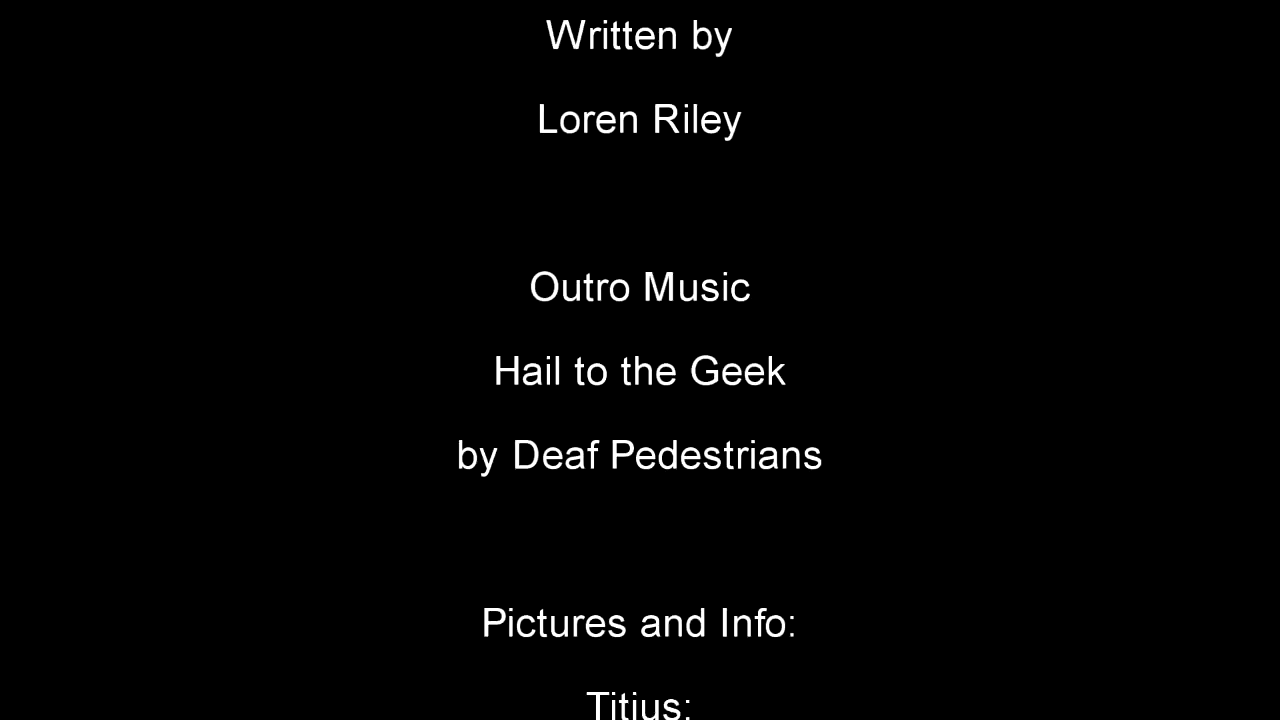 Written by
Loren Riley
Outro Music
Hail to the Geek
by Deaf Pedestrians
Pictures and Info:
Titius: